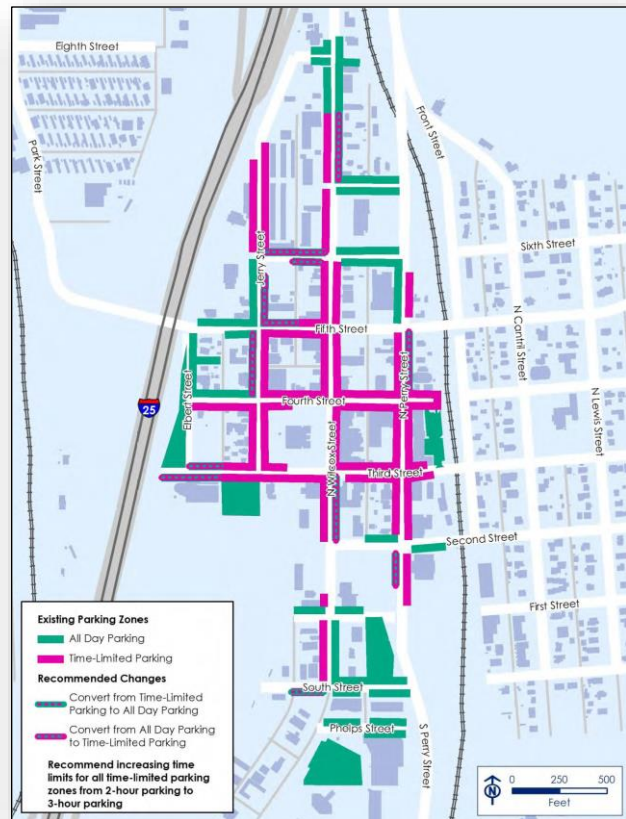 Eighth Street
Park Street
Front Street
Jerry Street
Sixth Street
N Cantril Street
Fifth Street
N Perry Street
Elbert Street
25
Fourth Street
N Lewis Street
N Wilcox Street
Third Street
Second Street
First Street
South Street
Phelps Street
S Perry Street
Existing Parking Zones
All Day Parking
Time-Limited Parking
Recommended Changes
Convert from Time-Limited
Parking to All Day Parking
Convert from All Day Parking
to Time-Limited Parking
Recommend increasing time
limits for all time-limited parking
zones from 2-hour parking to
3-hour parking
N
0 250 500
Feet